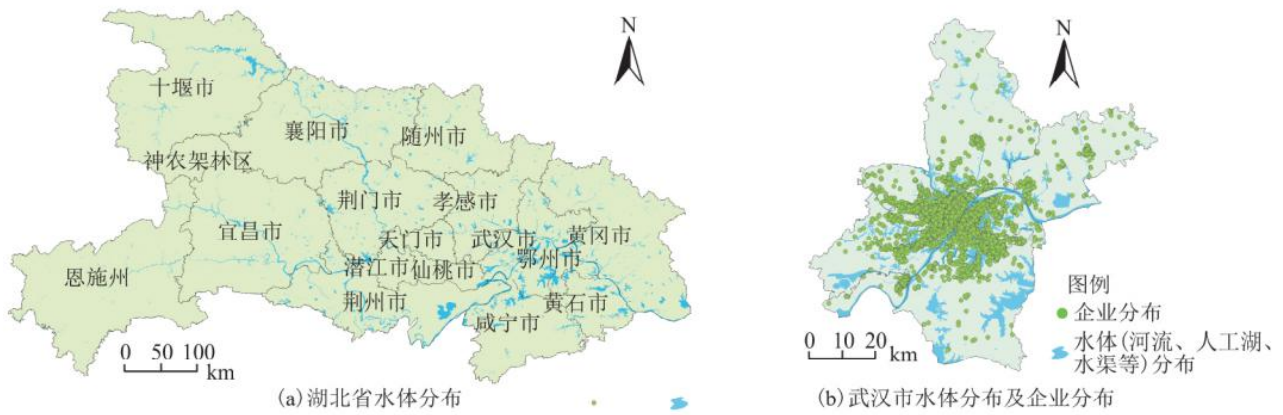 N
十堰市
襄阳市
随州市
神农架林区
荆门市
孝感市
宜昌市
天门市
武汉市
黄冈市
鄂州市
恩施州
潜江市
仙桃市
荆州市
黄石市
咸宁市
0 50 100
km
(a)湖北省水体分布
N
图例
企业分布
水体(河流、人工湖、
水渠等)分布
0 10 20
km
(b)武汉市水体分布及企业分布